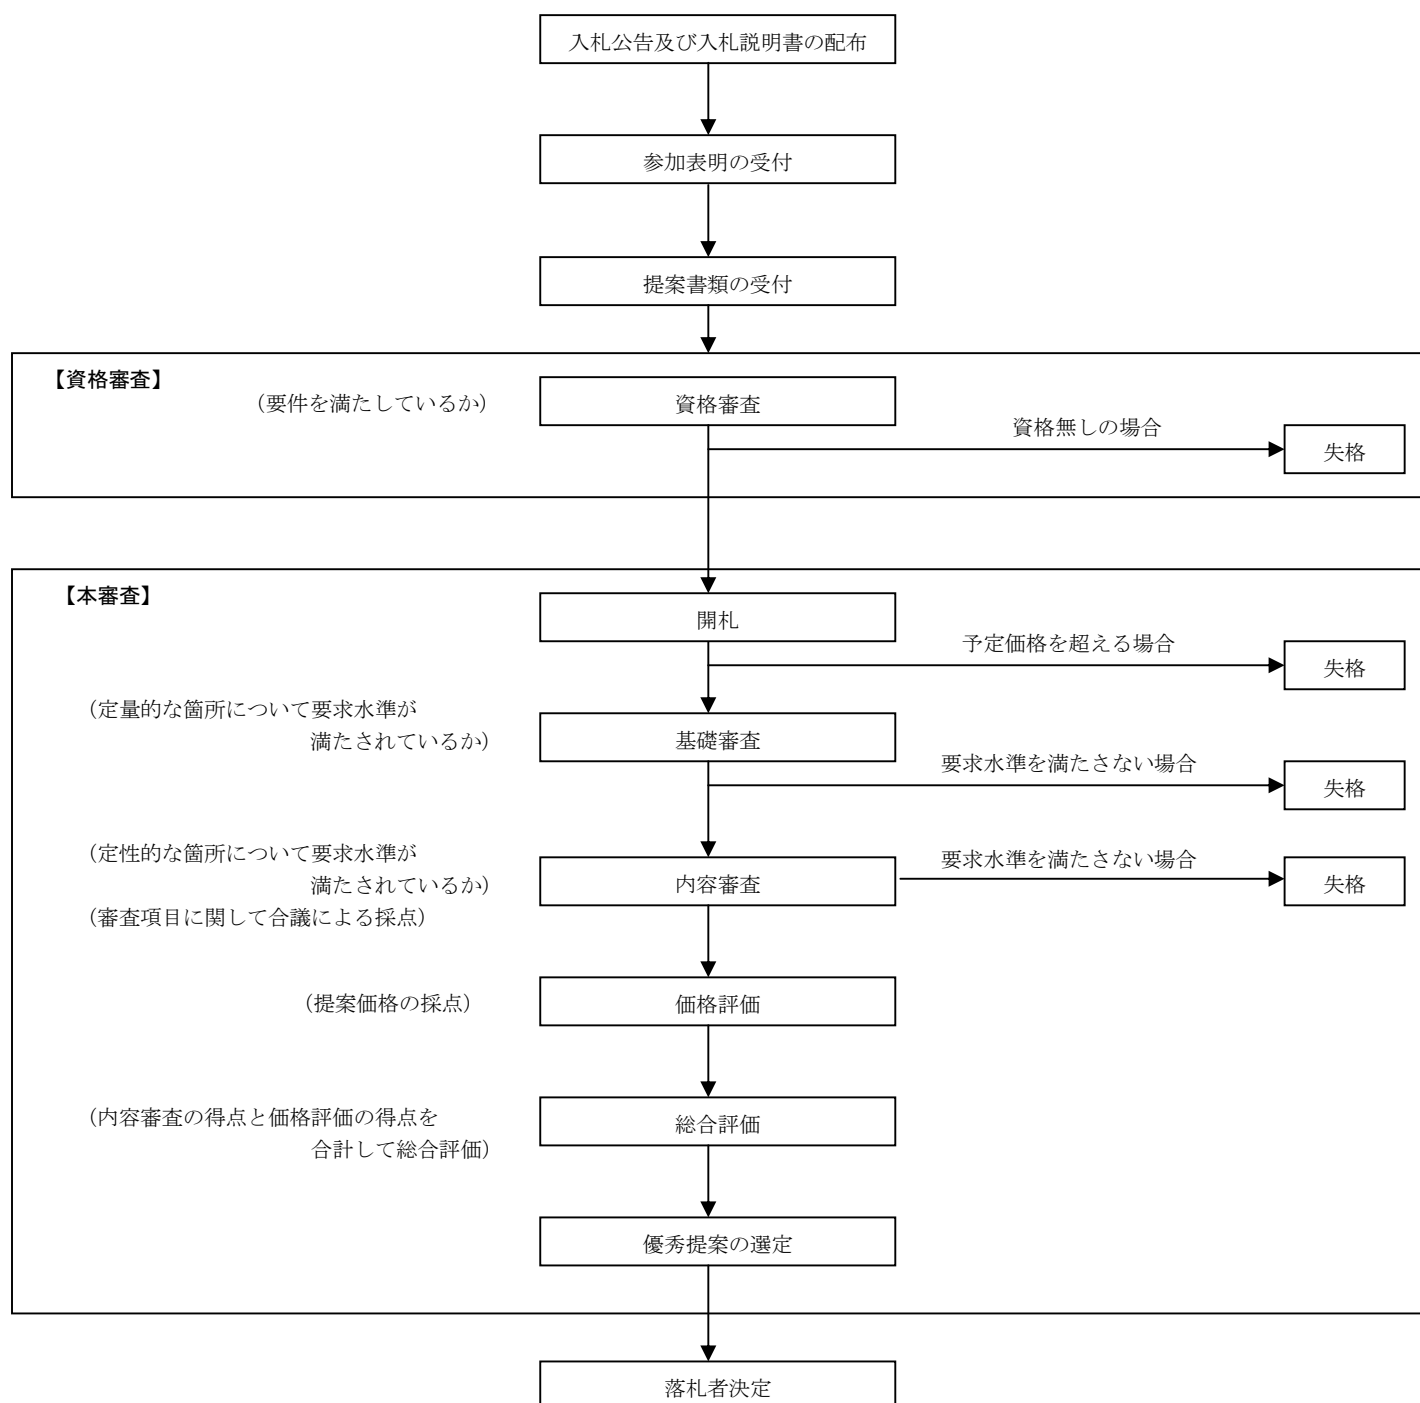 入札公告及び入札説明書の配布
参加表明の受付
提案書類の受付
【資格審査】
（要件を満たしているか）
資格審査
資格無しの場合
失格
【本審査】
開札
予定価格を超える場合
失格
（定量的な箇所について要求水準が
満たされているか）
基礎審査
要求水準を満たさない場合
失格
（定性的な箇所について要求水準が
満たされているか）
（審査項目に関して合議による採点）
内容審査
要求水準を満たさない場合
失格
（提案価格の採点）
価格評価
（内容審査の得点と価格評価の得点を
合計して総合評価）
総合評価
優秀提案の選定
落札者決定